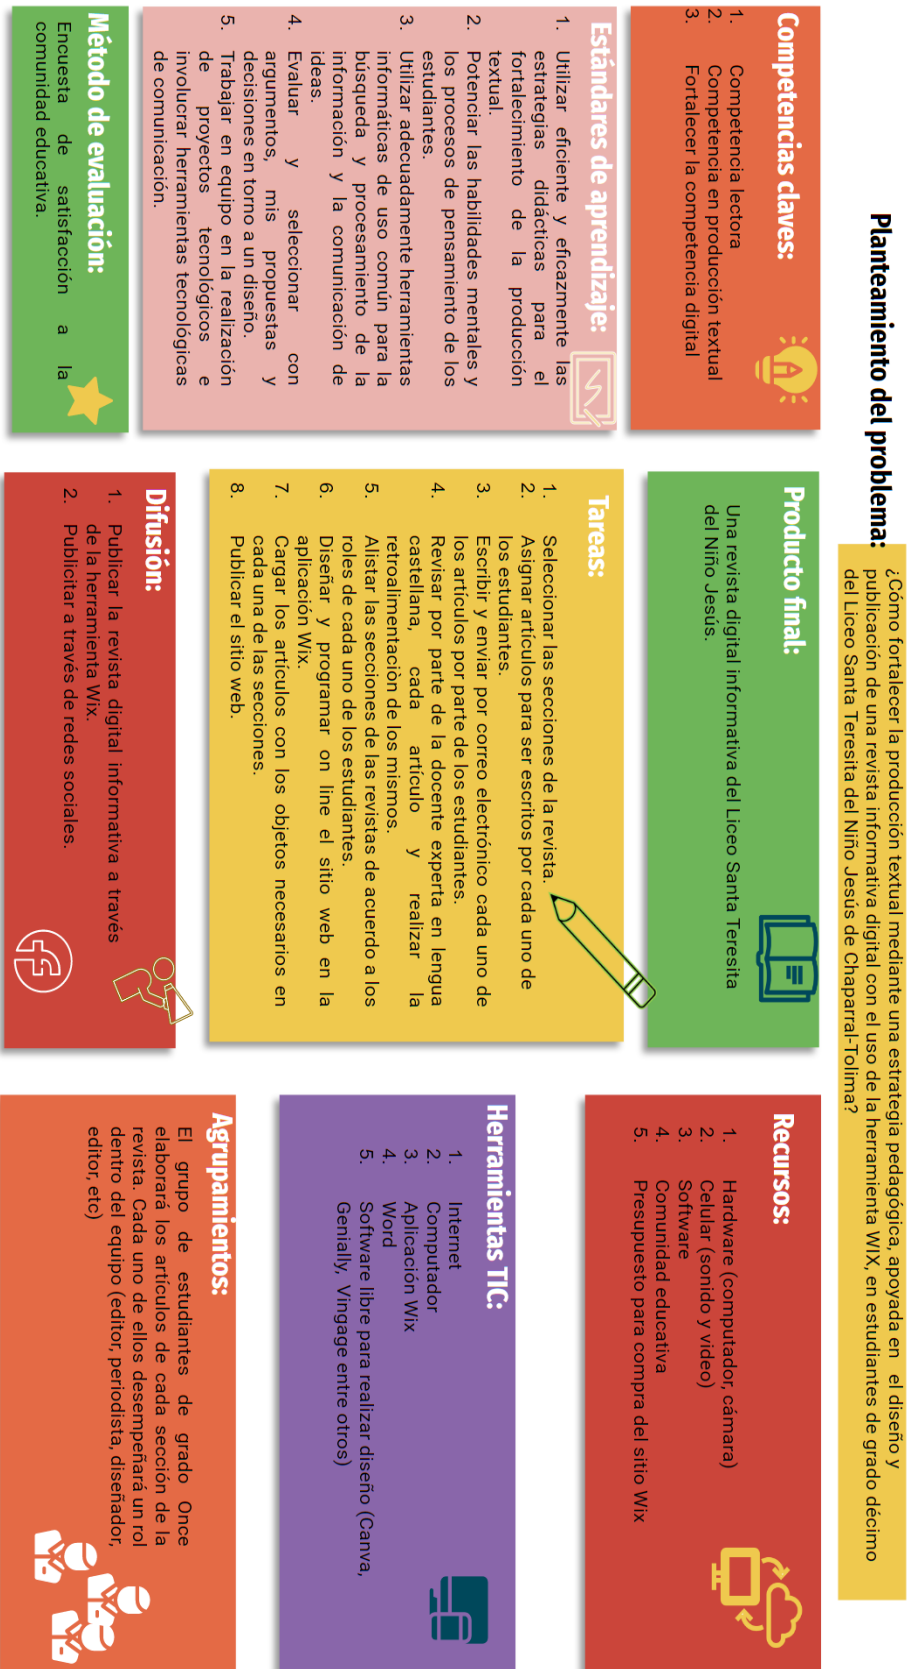 Planteamiento del problema:
¿Cómo fortalecer la producción textual mediante una estrategia pedagógica, apoyada en el diseño y
publicación de una revista informativa digital con el uso de la herramienta WIX, en estudiantes de grado décimo
del Liceo Santa Teresita del Niño Jesús de Chaparral-Tolima?
Competencias claves:
1. Competencia lectora
2. Competencia en producción textual
3. Fortalecer la competencia digital
Estándares de aprendizaje:
1. Utilizar eficiente y eficazmente las
estrategias didácticas para el
fortalecimiento de la producción
textual.
2. Potenciar las habilidades mentales y
los procesos de pensamiento de los
estudiantes.
3. Utilizar adecuadamente herramientas
informáticas de uso común para la
búsqueda y procesamiento de la
información y la comunicación de
ideas.
4. Evaluar y seleccionar con
argumentos, mis propuestas y
decisiones en torno a un diseño.
5. Trabajar en equipo en la realización
de proyectos tecnológicos e
involucrar herramientas tecnológicas
de comunicación.
Método de evaluación:
Encuesta de satisfacción a la
comunidad educativa.
Producto final:
Una revista digital informativa del Liceo Santa Teresita
del Niño Jesús.
Tareas:
1. Seleccionar las secciones de la revista.
2. Asignar artículos para ser escritos por cada uno de
los estudiantes.
3. Escribir y enviar por correo electrónico cada uno de
los artículos por parte de los estudiantes.
4. Revisar por parte de la docente experta en lengua
castellana, cada artículo y realizar la
retroalimentaciòn de los mismos.
5. Alistar las secciones de las revistas de acuerdo a los
roles de cada uno de los estudiantes.
6. Diseñar y programar on line el sitio web en la
aplicación Wix.
7. Cargar los artículos con los objetos necesarios en
cada una de las secciones.
8. Publicar el sitio web.
Difusión:
1. Publicar la revista digital informativa a través
de la herramienta Wix.
2. Publicitar a través de redes sociales.
Recursos:
1. Hardware (computador, cámara)
2. Celular (sonido y video)
3. Software
4. Comunidad educativa
5. Presupuesto para compra del sitio Wix
Herramientas TIC:
1. Internet
2. Computador
3. Aplicación Wix
4. Word
5. Software libre para realizar diseño (Canva,
Genially, Vingage entre otros)
Agrupamientos:
El grupo de estudiantes de grado Once
elaborará los artículos de cada sección de la
revista. Cada uno de ellos desempeñará un rol
dentro del equipo (editor, periodista, diseñador,
editor, etc)